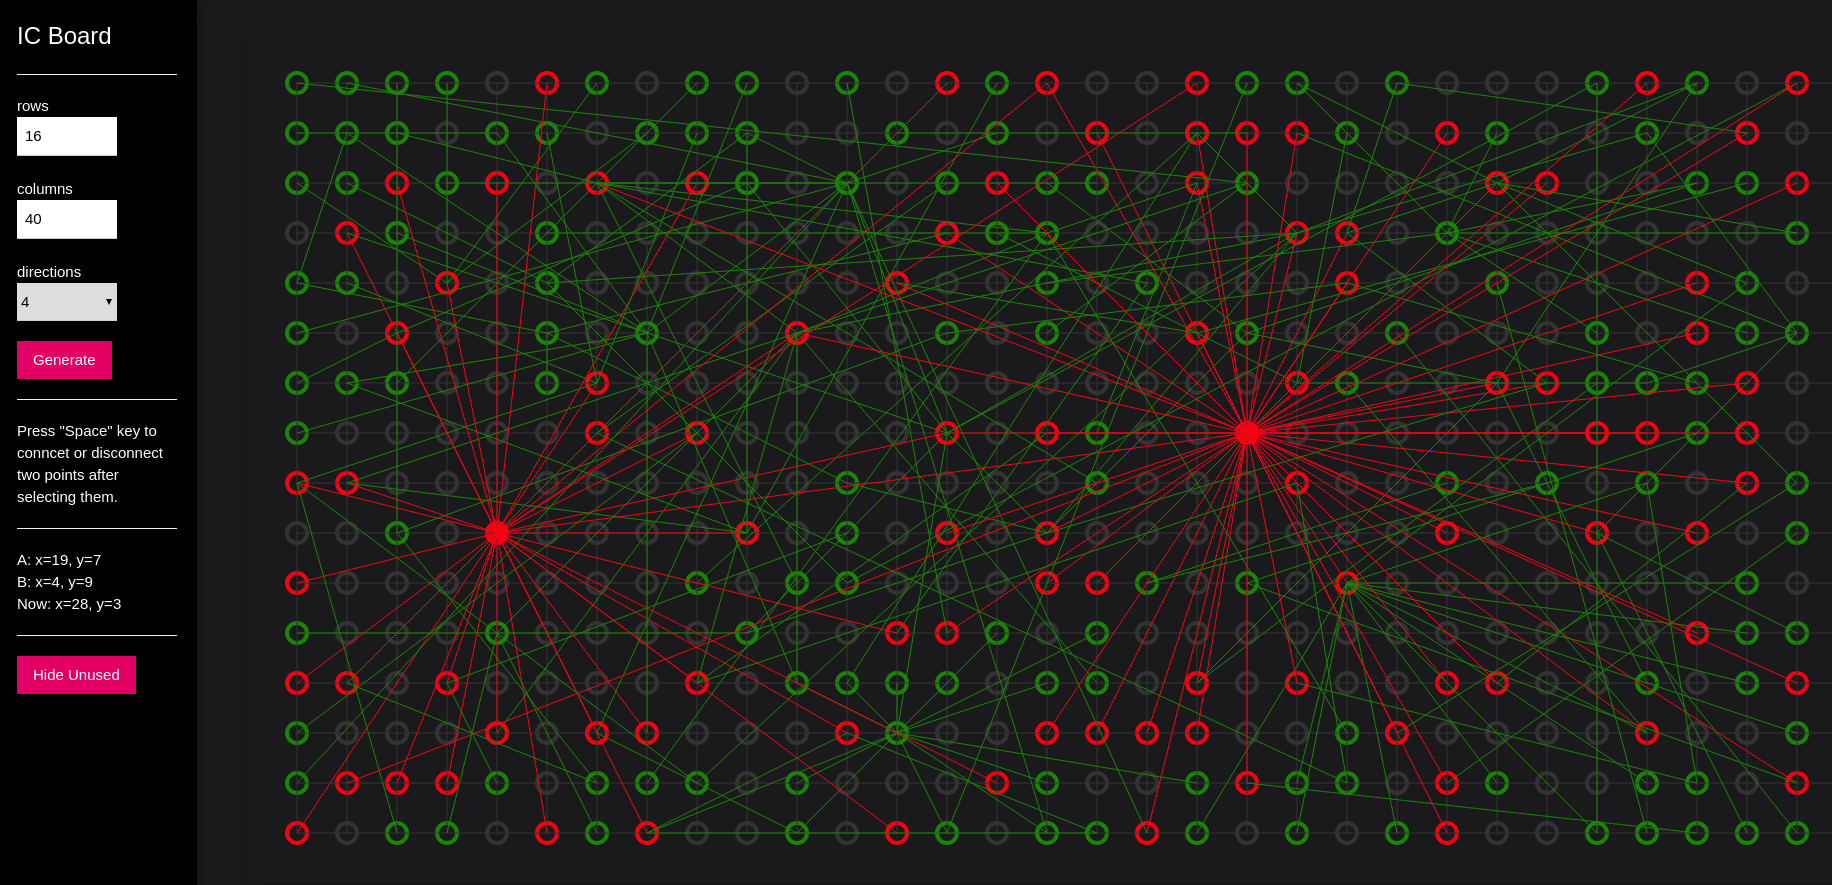 IC Board
rows
16
columns
40
directions
4
Generate
Press "Space" key to
conncet or disconnect
two points after
selecting them.
A: x=19, y=7
B: x=4, y=9
Now: x=28, y=3
Hide Unused